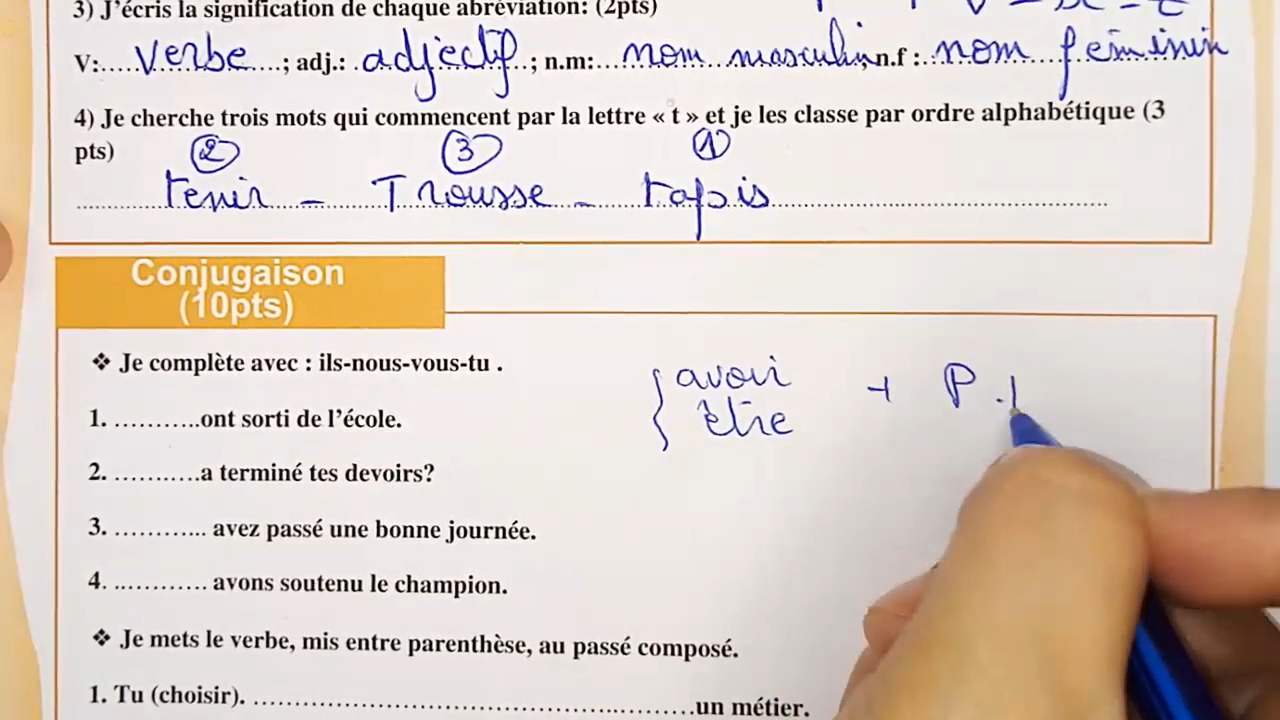 3) J'écris la signification de chaque abréviation: (2pts)
V:.... verbe ....; adj.: . adjectif .; n.m:... nom masculin n.f :. nom féminin
4) Je cherche trois mots qui commencent par la lettre « t » et je les classe par ordre alphabétique (3
pts) 2 3 1
tenir - Trousse - tapis
Conjugaison
(10pts)
❖ Je complète avec : ils-nous-vous-tu .
avoir + P.
1. ………..ont sorti de l'école.
être
2. ………..a terminé tes devoirs?
3. ………... avez passé une bonne journée.
4. ..……….. avons soutenu le champion.
❖ Je mets le verbe, mis entre parenthèse, au passé composé.
1. Tu (choisir). ……………………………………………un métier.